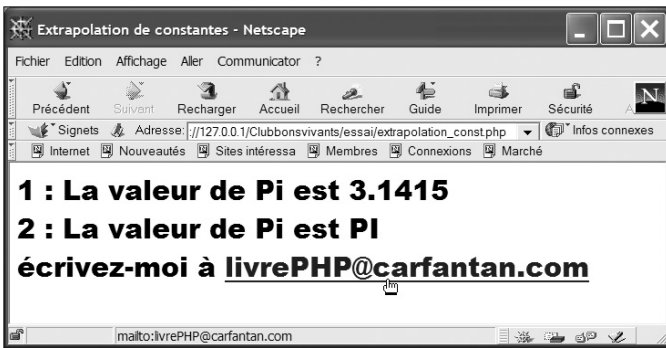 Extrapolation de constantes - Netscape
Fichier Edition Affichage Aller Communicator ?
Précédent Suivant Recharger Accueil Rechercher Guide Imprimer Sécurité A
Signets Adresse: ://127.0.0.1/Clubbonsvivants/essai/extrapolation_const.php Infos connexes
Internet Nouveautés Sites intéressa Membres Connexions Marché
1 : La valeur de Pi est 3.1415
2 : La valeur de Pi est PI
écrivez-moi à livrePHP@carfantan.com
mailto:livrePHP@carfantan.com